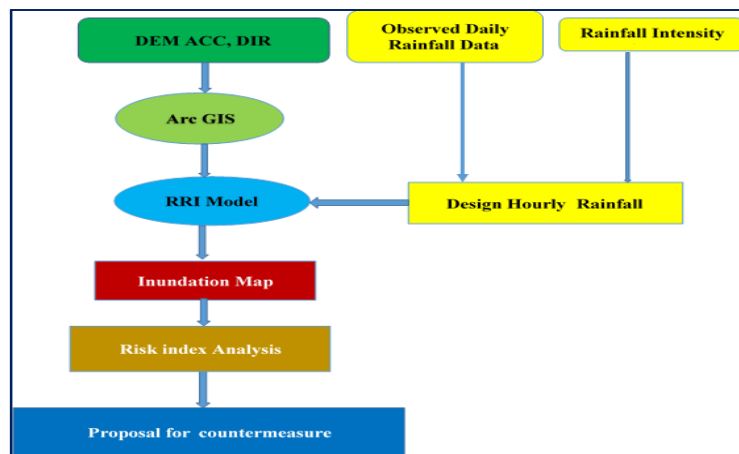 DEM ACC, DIR
Observed Daily
Rainfall Data
Rainfall Intensity
Arc GIS
RRI Model
Design Hourly Rainfall
Inundation Map
Risk index Analysis
Proposal for countermeasure